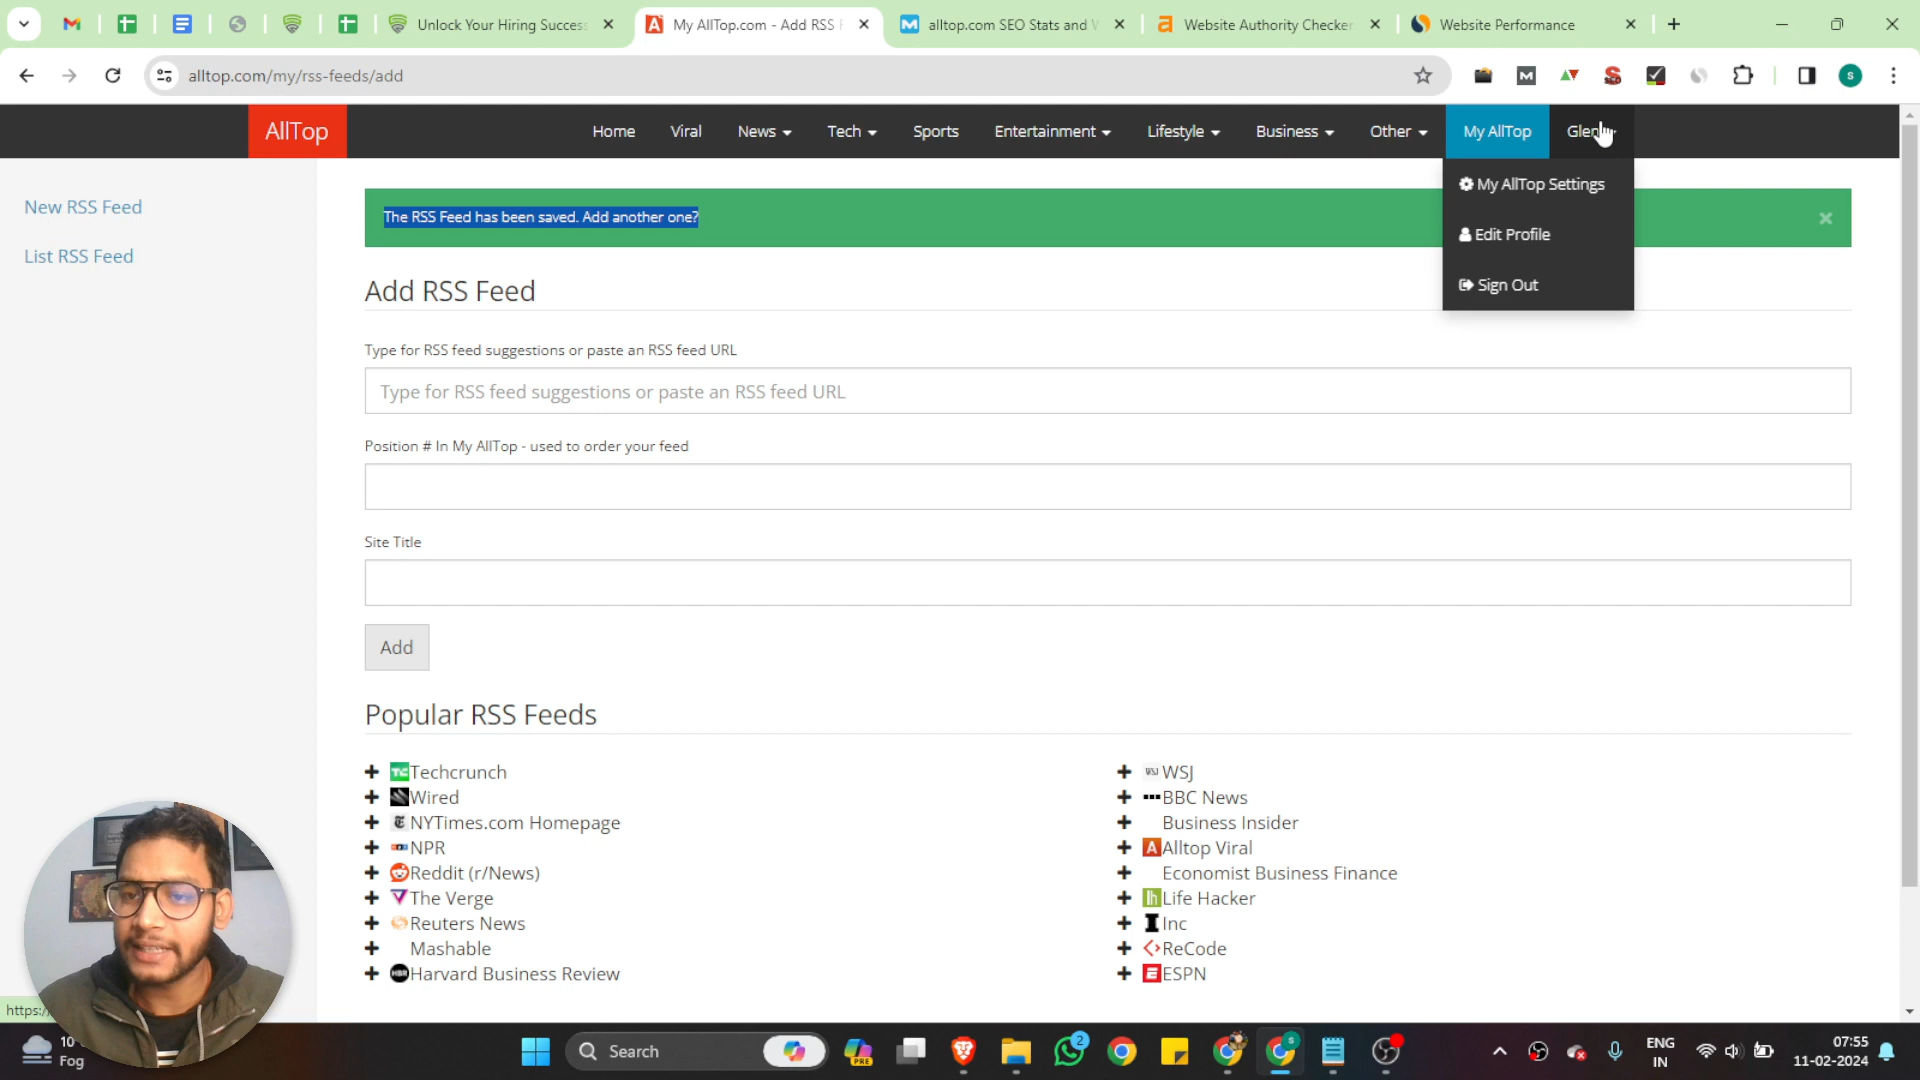 Unlock Your Hiring Success
My AllTop.com - Add RSS F
alltop.com SEO Stats and W
Website Authority Checker
Website Performance
alltop.com/my/rss-feeds/add
AllTop
Home
Viral
News
Tech
Sports
Entertainment
Lifestyle
Business
Other
My AllTop
Glen
My AllTop Settings
Edit Profile
Sign Out
New RSS Feed
List RSS Feed
The RSS Feed has been saved. Add another one?
Add RSS Feed
Type for RSS feed suggestions or paste an RSS feed URL
Type for RSS feed suggestions or paste an RSS feed URL
Position # In My AllTop - used to order your feed
Site Title
Add
Popular RSS Feeds
Techcrunch
Wired
NYTimes.com Homepage
NPR
Reddit (r/News)
The Verge
Reuters News
Mashable
Harvard Business Review
WSJ
BBC News
Business Insider
Alltop Viral
Economist Business Finance
Life Hacker
Inc
ReCode
ESPN
https:/
10
Fog
Search
PRE
2
ENG
IN
07:55
11-02-2024